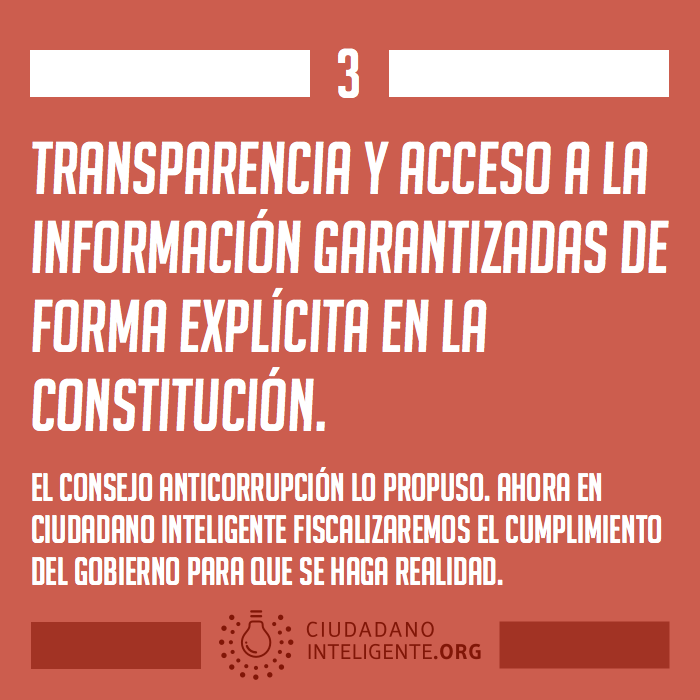 3
TRANSPARENCIA Y ACCESO A LA
INFORMACIÓN GARANTIZADAS DE
FORMA EXPLÍCITA EN LA
CONSTITUCIÓN.
EL CONSEJO ANTICORRUPCIÓN LO PROPUSO. AHORA EN
CIUDADANO INTELIGENTE FISCALIZAREMOS EL CUMPLIMIENTO
DEL GOBIERNO PARA QUE SE HAGA REALIDAD.
CIUDADANO
INTELIGENTE.ORG